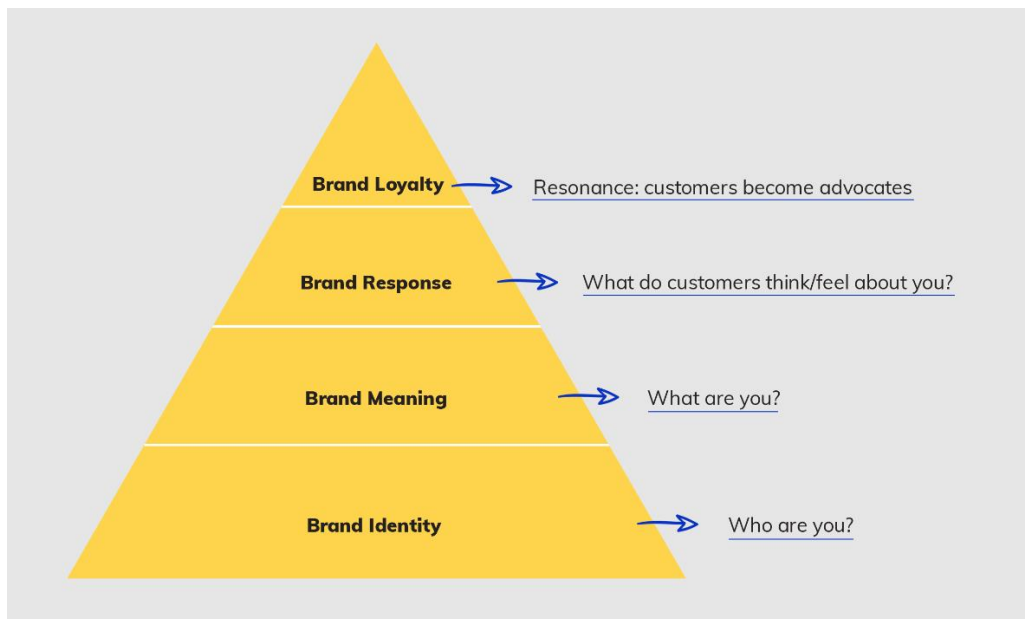 Brand Loyalty
Resonance: customers become advocates
Brand Response
What do customers think/feel about you?
Brand Meaning
What are you?
Brand Identity
Who are you?